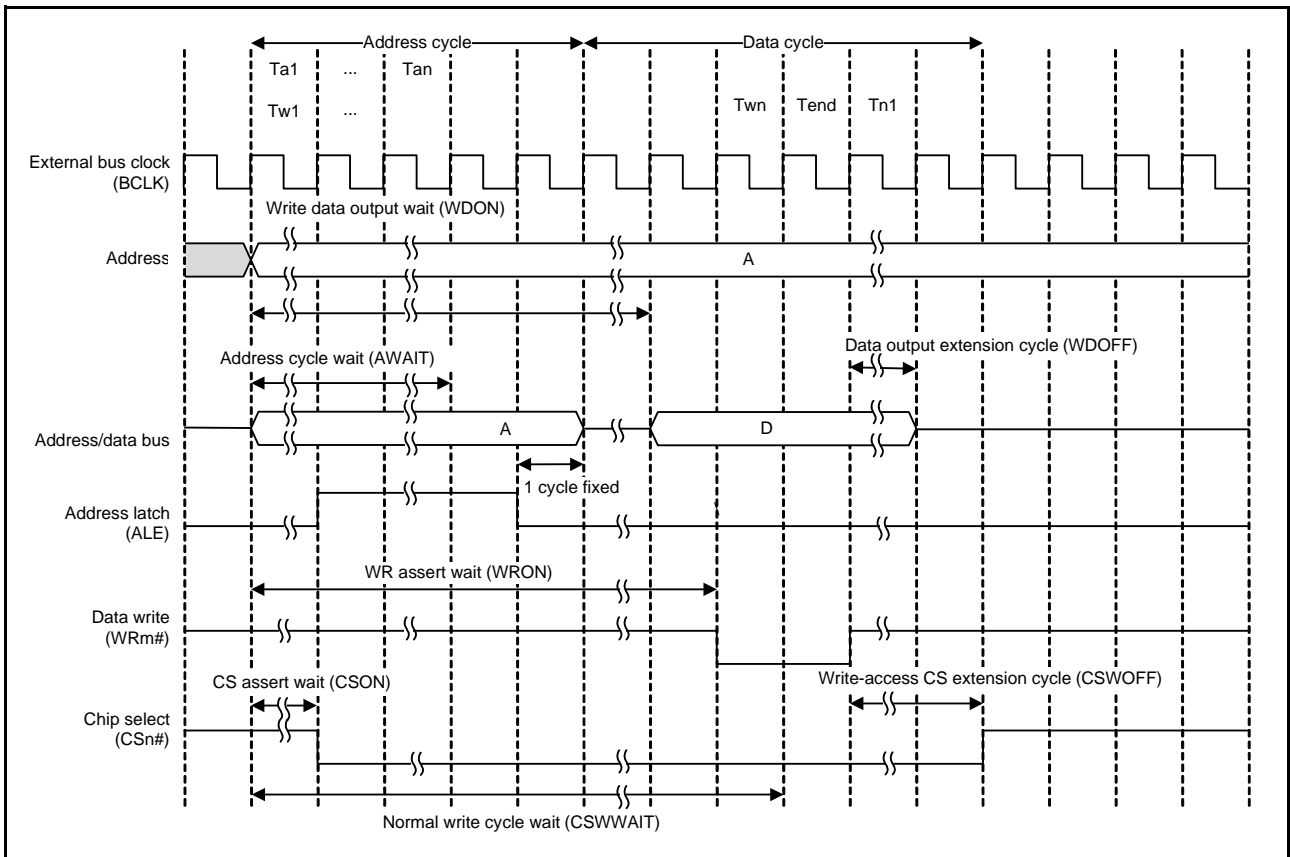 Address cycle
Data cycle
Ta1 ... Tan
Tw1 ...
Twn Tend Tn1
External bus clock
(BCLK)
Write data output wait (WDON)
Address
A
Address cycle wait (AWAIT)
Data output extension cycle (WDOFF)
Address/data bus
A
D
1 cycle fixed
Address latch
(ALE)
WR assert wait (WRON)
Data write
(WRm#)
CS assert wait (CSON)
Write-access CS extension cycle (CSWOFF)
Chip select
(CSn#)
Normal write cycle wait (CSWWAIT)